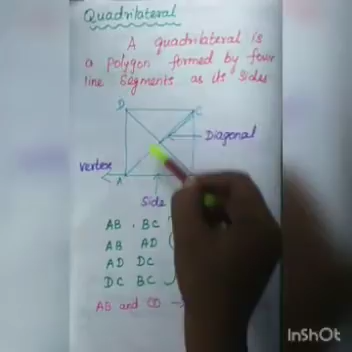 Quadrilateral
A quadrilateral is
a polygon formed by four
line segments as its sides
D
C
Diagonal
Vertex
A
Side
AB , BC
AB AD
AD DC
DC BC
AB and CD →
InShOt